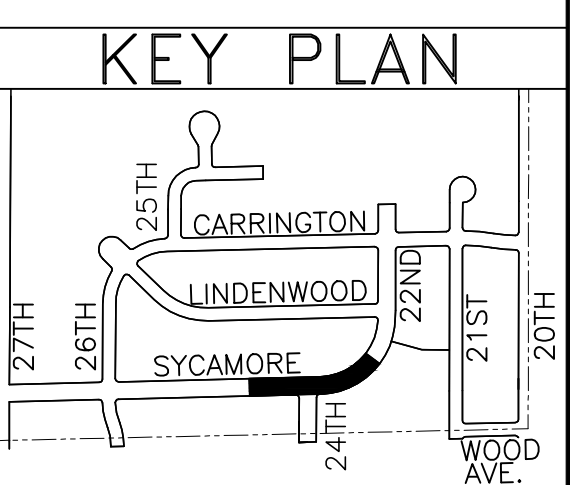 KEY PLAN
25TH
CARRINGTON
LINDENWOOD
22ND
27TH
26TH
21ST
20TH
SYCAMORE
24TH
WOOD
AVE.